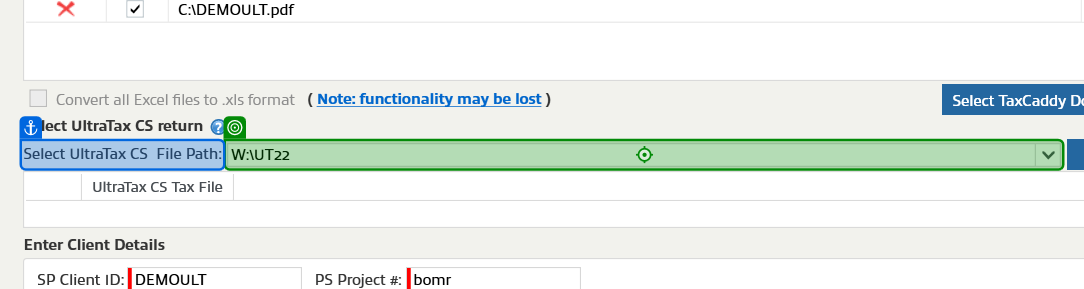 C:\DEMOULT.pdf
Convert all Excel files to .xls format ( Note: functionality may be lost )
Select TaxCaddy Do
lect UltraTax CS return ?
Select UltraTax CS File Path: W:\UT22
UltraTax CS Tax File
Enter Client Details
SP Client ID: DEMOULT PS Project #: bomr